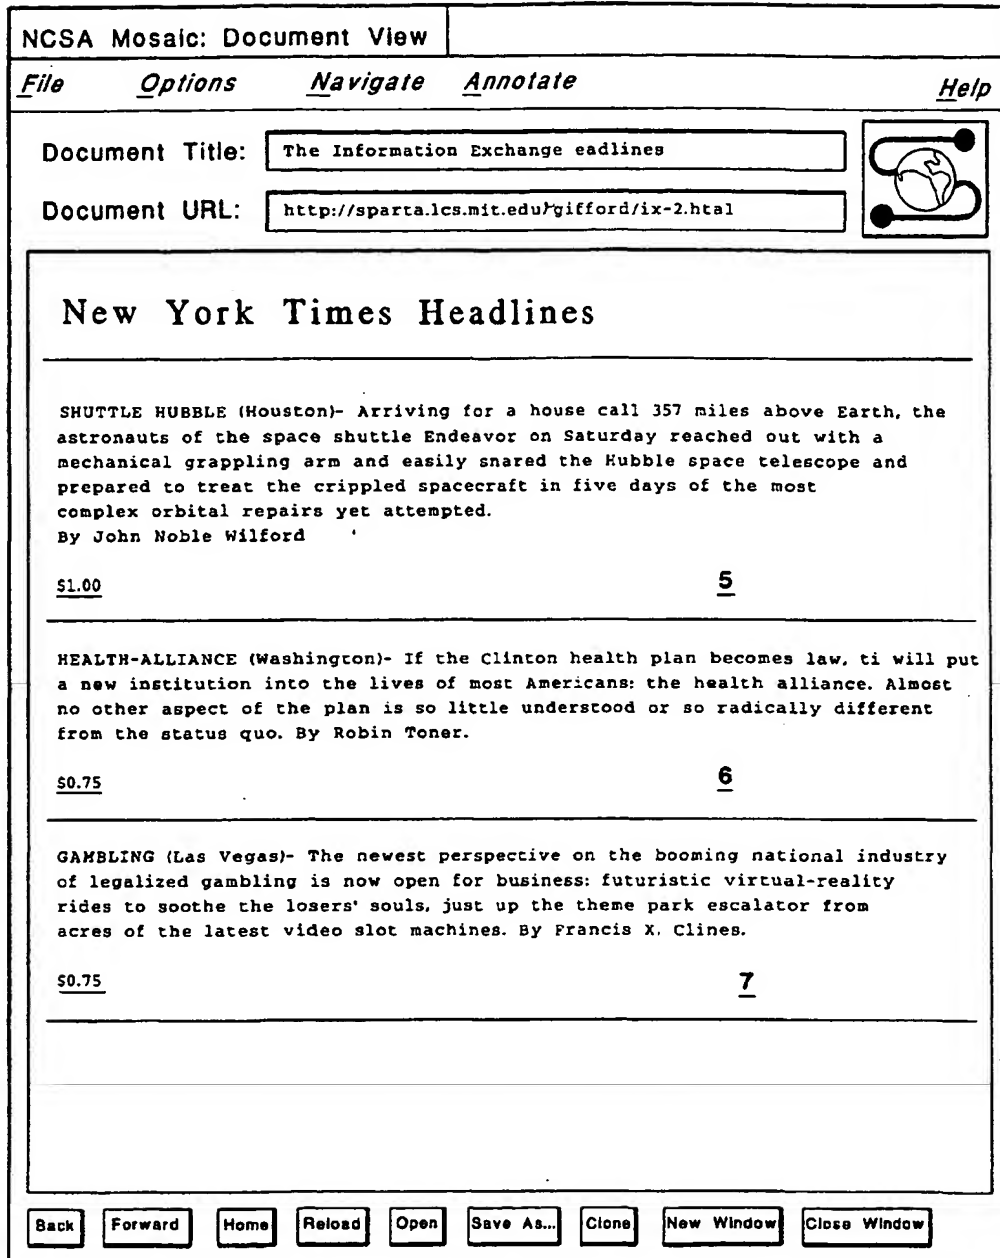 NCSA Mosaic: Document View
File Options Navigate Annotate Help
Document Title: The Information Exchange eadlines
Document URL: http://sparta.lcs.mit.edu/gifford/ix-2.htal
New York Times Headlines
SHUTTLE HUBBLE (Houston)- Arriving for a house call 357 miles above Earth, the
astronauts of the space shuttle Endeavor on Saturday reached out with a
mechanical grappling arm and easily snared the Hubble space telescope and
prepared to treat the crippled spacecraft in five days of the most
complex orbital repairs yet attempted.
By John Noble Wilford
$1.00 5
HEALTH-ALLIANCE (Washington)- If the Clinton health plan becomes law, ti will put
a new institution into the lives of most Americans: the health alliance. Almost
no other aspect of the plan is so little understood or so radically different
from the status quo. By Robin Toner.
$0.75 6
GAMBLING (Las Vegas)- The newest perspective on the booming national industry
of legalized gambling is now open for business: futuristic virtual-reality
rides to soothe the losers' souls, just up the theme park escalator from
acres of the latest video slot machines. By Francis X. Clines.
$0.75 7
Back Forward Home Reload Open Save As... Clone New Window Close Window